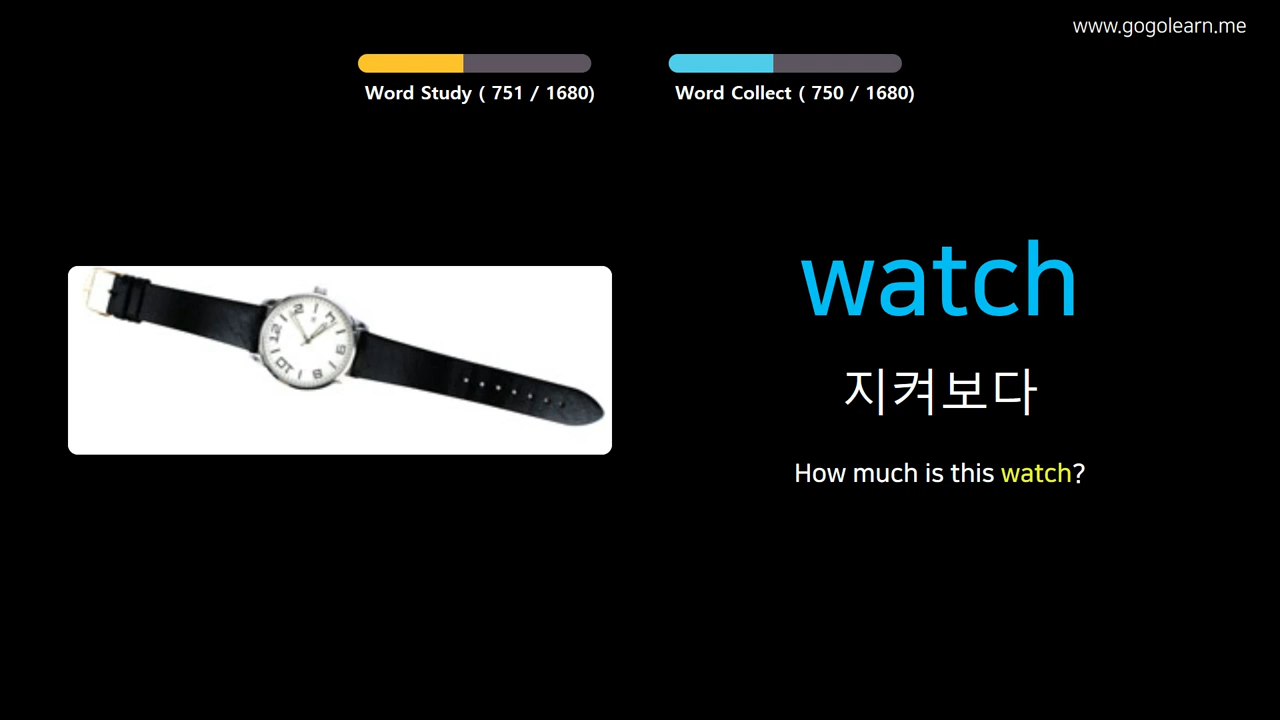 www.gogolearn.me
Word Study ( 751 / 1680)
Word Collect ( 750 / 1680)
watch
지켜보다
How much is this watch?